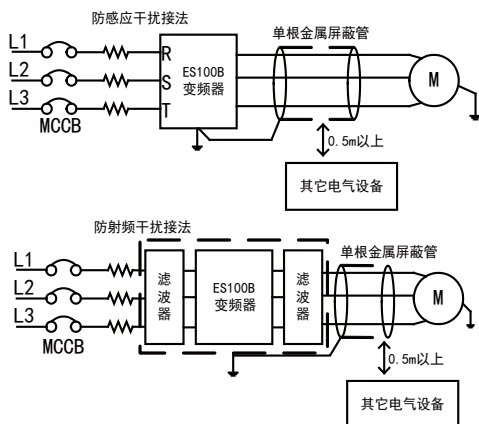 防感应干扰接法
单根金属屏蔽管
L1
L2
L3
MCCB
R
S
T
ES100B
变频器
M
0.5m以上
其它电气设备
防射频干扰接法
单根金属屏蔽管
L1
L2
L3
MCCB
滤波器
ES100B
变频器
滤波器
M
0.5m以上
其它电气设备